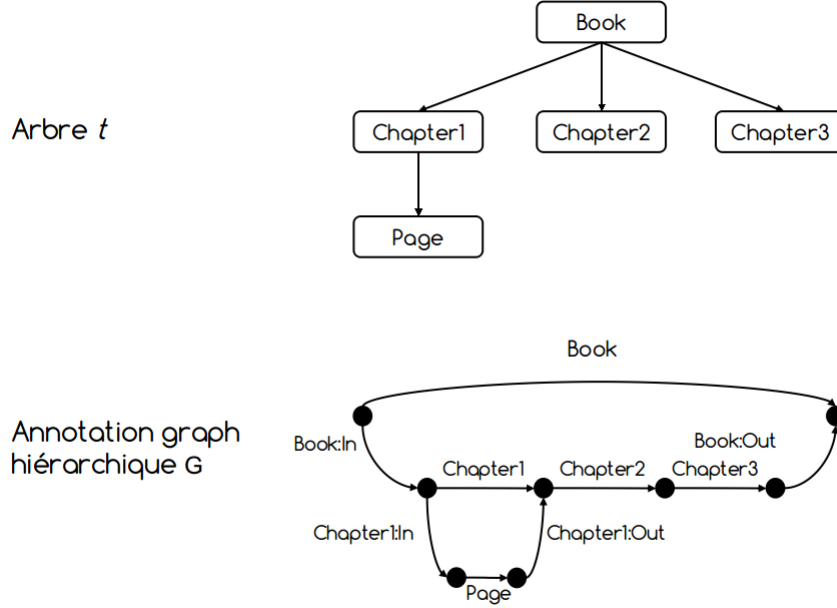 Book
Arbre t
Chapter1
Chapter2
Chapter3
Page
Book
Annotation graph
hiérarchique G
Book:In
Book:Out
Chapter1
Chapter2
Chapter3
Chapter1:In
Chapter1:Out
Page